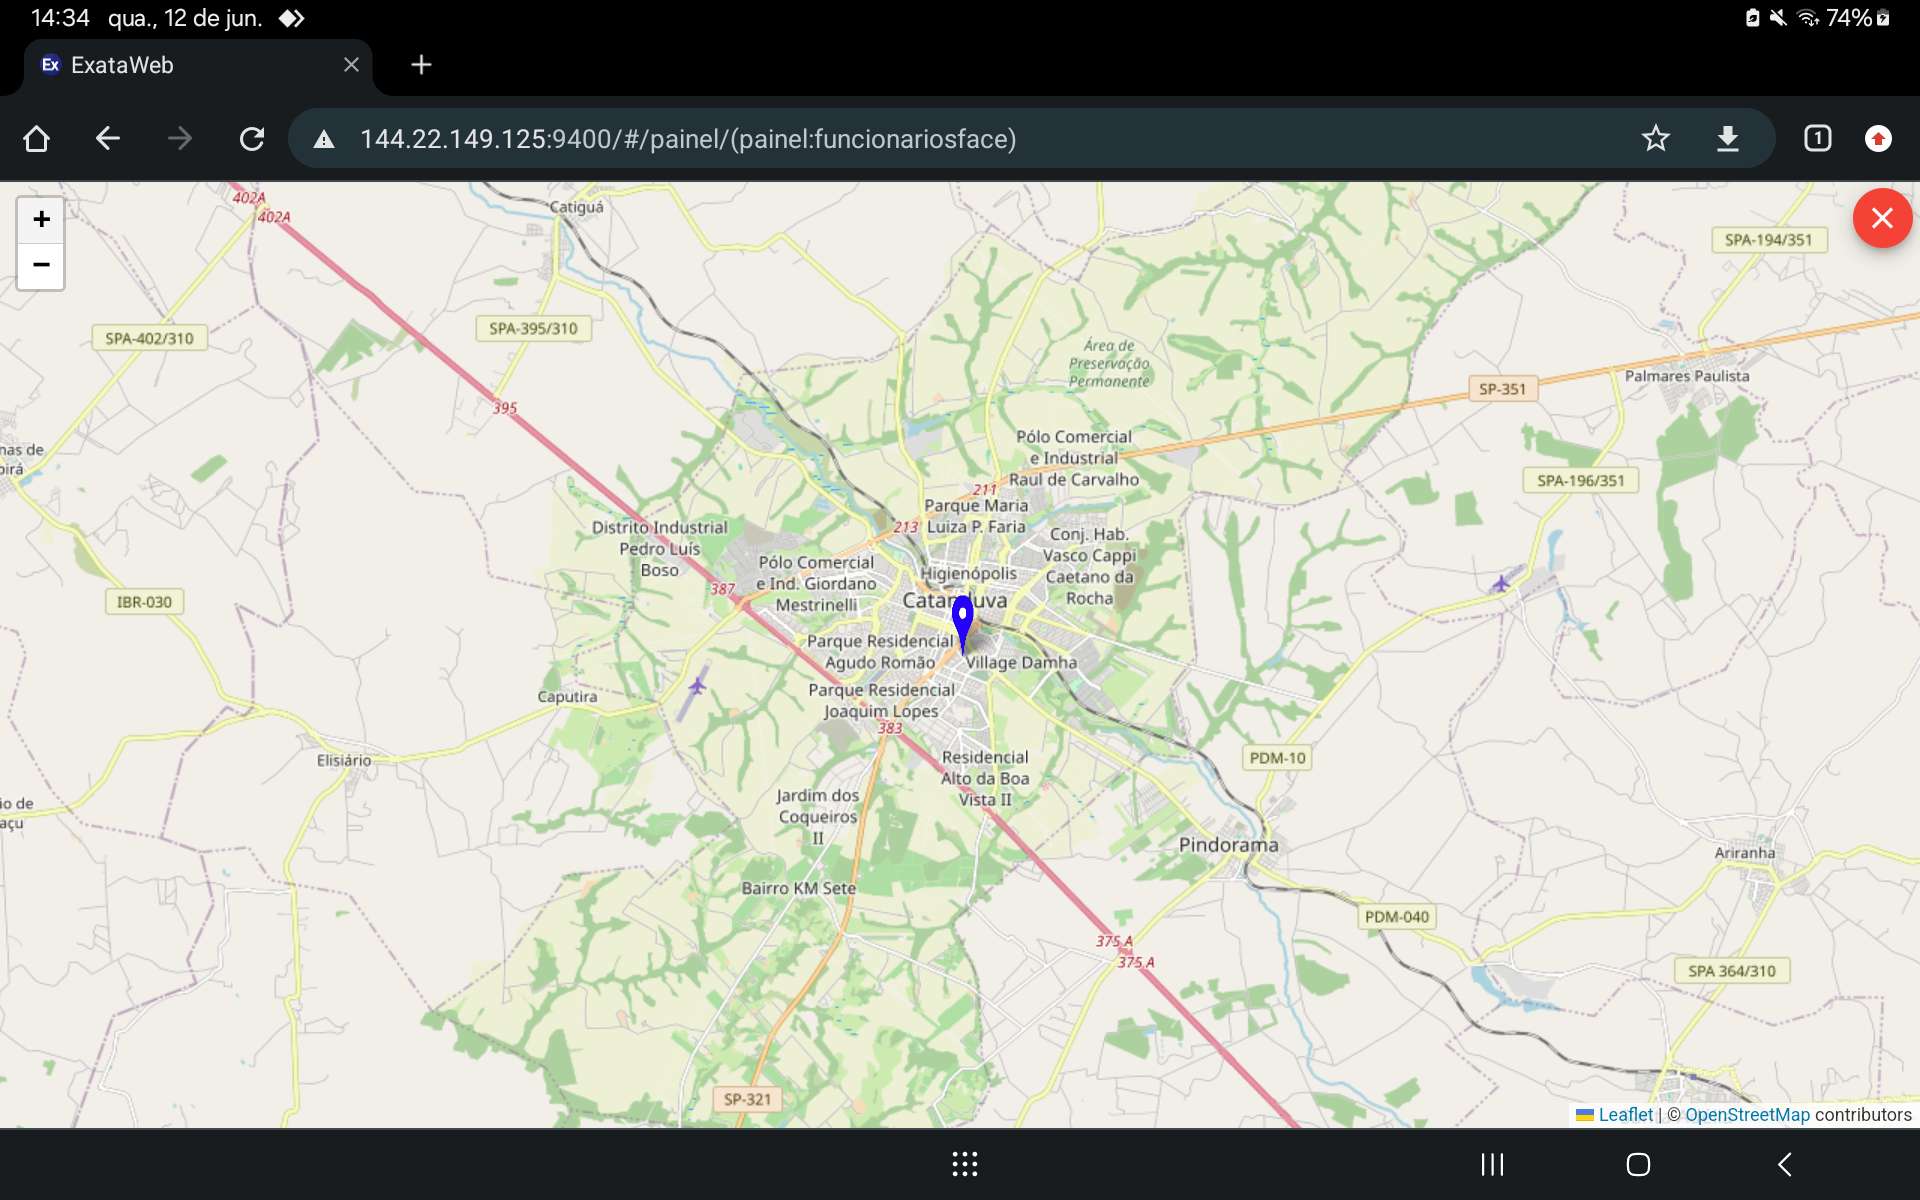 14:34 qua., 12 de jun.
74%
Ex ExataWeb
144.22.149.125:9400/#/painel/(painel:funcionariosface)
1
+
−
402A
402A
Catiguá
SPA-194/351
SPA-402/310
SPA-395/310
Área de
Preservação
Permanente
Palmares Paulista
SP-351
395
nas de
birá
Pólo Comercial
e Industrial
Raul de Carvalho
SPA-196/351
211
Parque Maria
Luiza P. Faria
213
Distrito Industrial
Pedro Luís
Boso
Conj. Hab.
Vasco Cappi
Caetano da
Rocha
Pólo Comercial
e Ind. Giordano
Mestrinelli
Higienópolis
387
IBR-030
Parque Residencial
Agudo Romão
Village Damha
Caputira
Parque Residencial
Joaquim Lopes
383
Elisiário
Residencial
Alto da Boa
Vista II
PDM-10
io de
açu
Jardim dos
Coqueiros
II
Pindorama
Ariranha
Bairro KM Sete
PDM-040
375 A
375 A
SPA 364/310
SP-321
Leaflet | © OpenStreetMap contributors